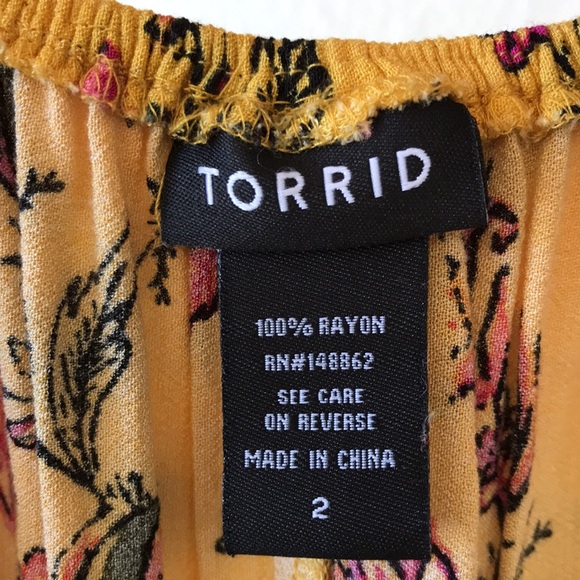 TORRID
100% RAYON
RN#148862
SEE CARE
ON REVERSE
MADE IN CHINA
2